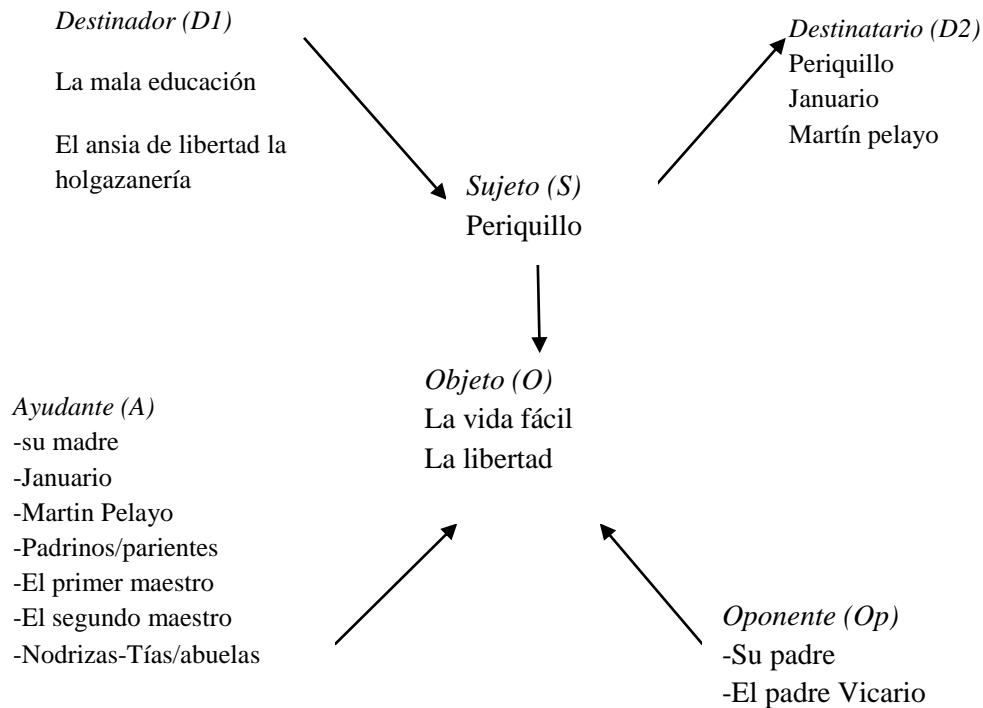 Destinador (D1)
La mala educación
El ansia de libertad la
holgazanería
Destinatario (D2)
Periquillo
Januario
Martín pelayo
Sujeto (S)
Periquillo
Objeto (O)
La vida fácil
La libertad
Ayudante (A)
-su madre
-Januario
-Martin Pelayo
-Padrinos/parientes
-El primer maestro
-El segundo maestro
-Nodrizas-Tías/abuelas
Oponente (Op)
-Su padre
-El padre Vicario